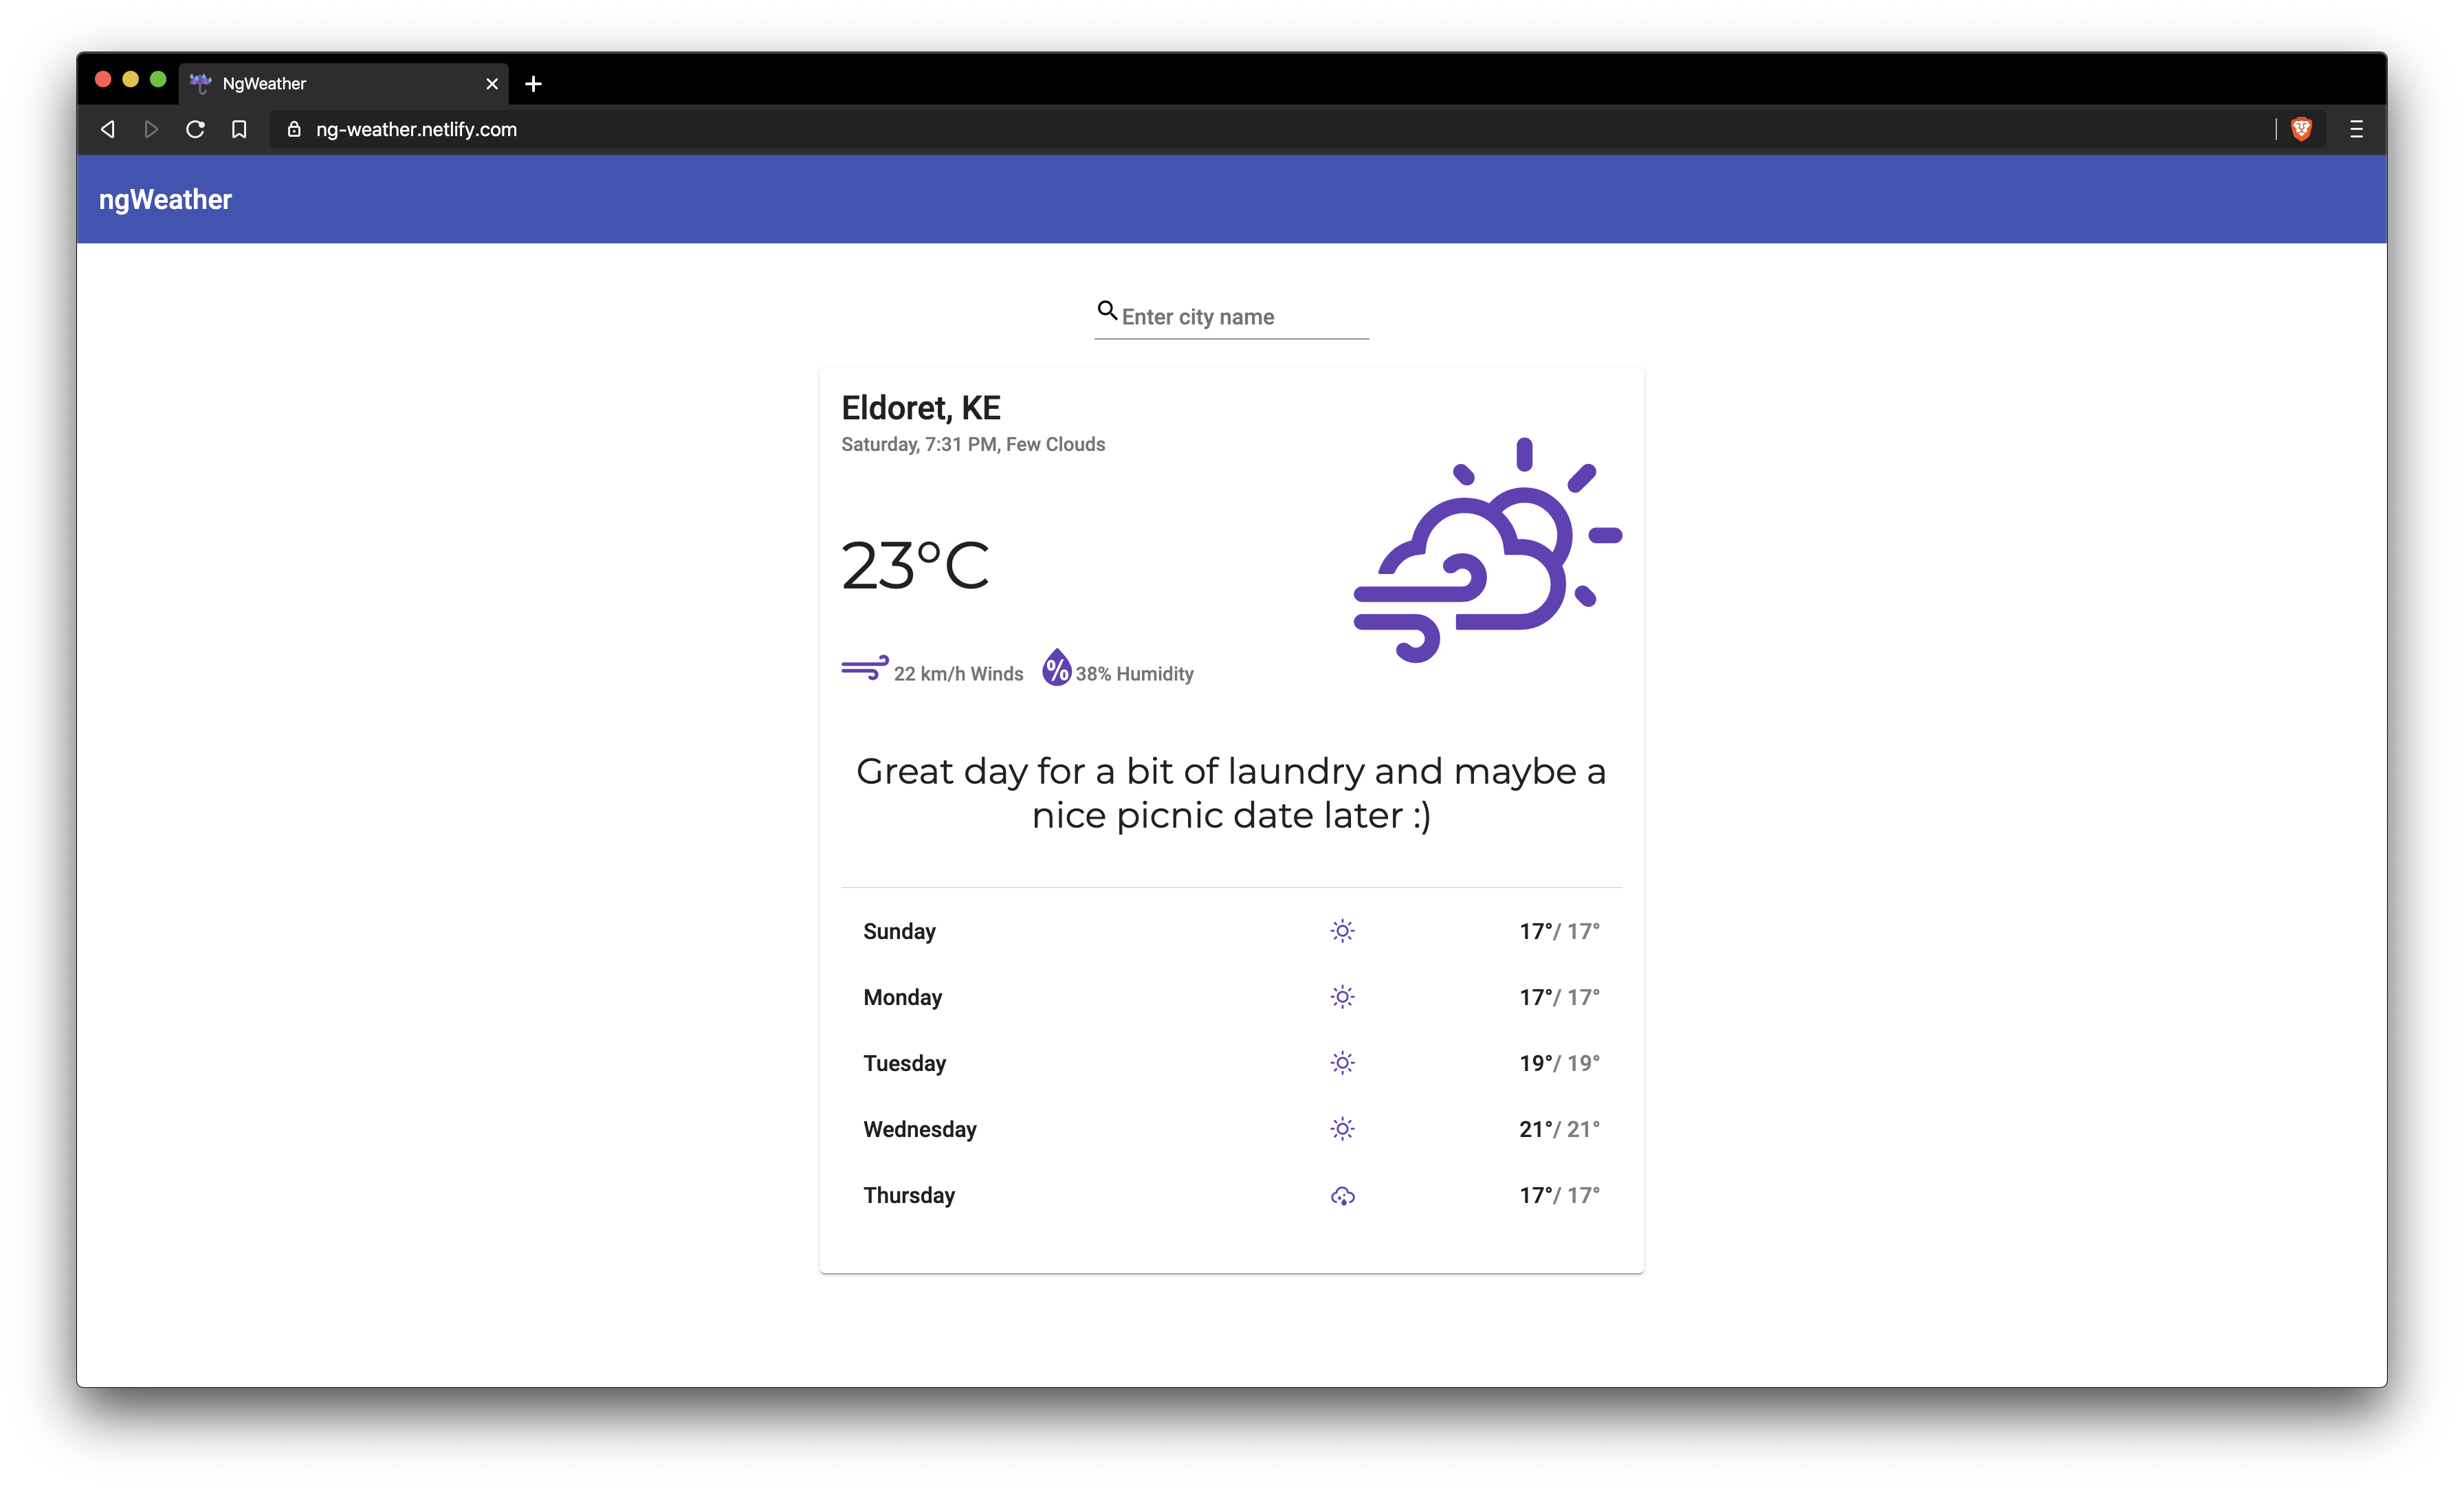 NgWeather
ng-weather.netlify.com
ngWeather
Enter city name
Eldoret, KE
Saturday, 7:31 PM, Few Clouds
23°C
22 km/h Winds % 38% Humidity
Great day for a bit of laundry and maybe a
nice picnic date later :)
Sunday 17°/ 17°
Monday 17°/ 17°
Tuesday 19°/ 19°
Wednesday 21°/ 21°
Thursday 17°/ 17°